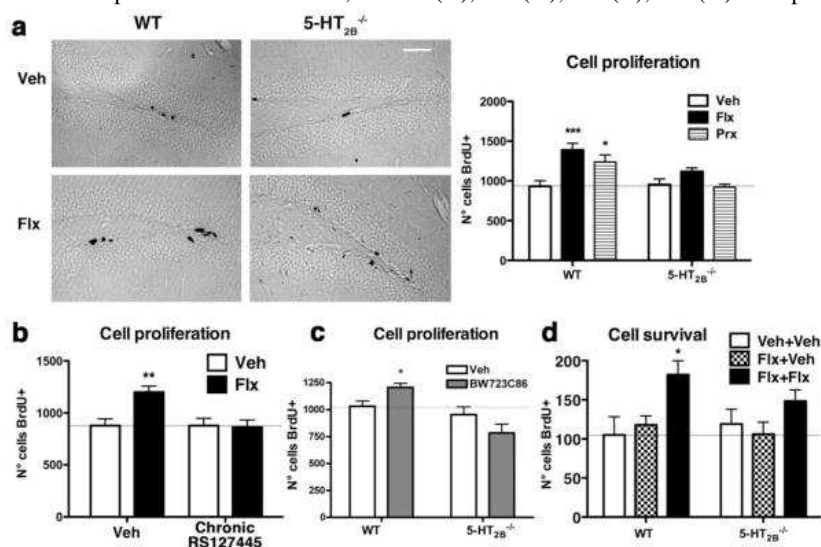 a
WT
5-HT2B-/-
Veh
Flx
Cell proliferation
N° cells BrdU+
2000
1500
1000
500
0
***
*
Veh
Flx
Prx
WT
5-HT2B-/-
b
Cell proliferation
N° cells BrdU+
1500
1000
500
0
**
Veh
Flx
Veh
Chronic
RS127445
c
Cell proliferation
N° cells BrdU+
1250
1000
750
500
250
0
*
Veh
BW723C86
WT
5-HT2B-/-
d
Cell survival
N° cells BrdU+
200
150
100
50
0
*
Veh+Veh
Flx+Veh
Flx+Flx
WT
5-HT2B-/-